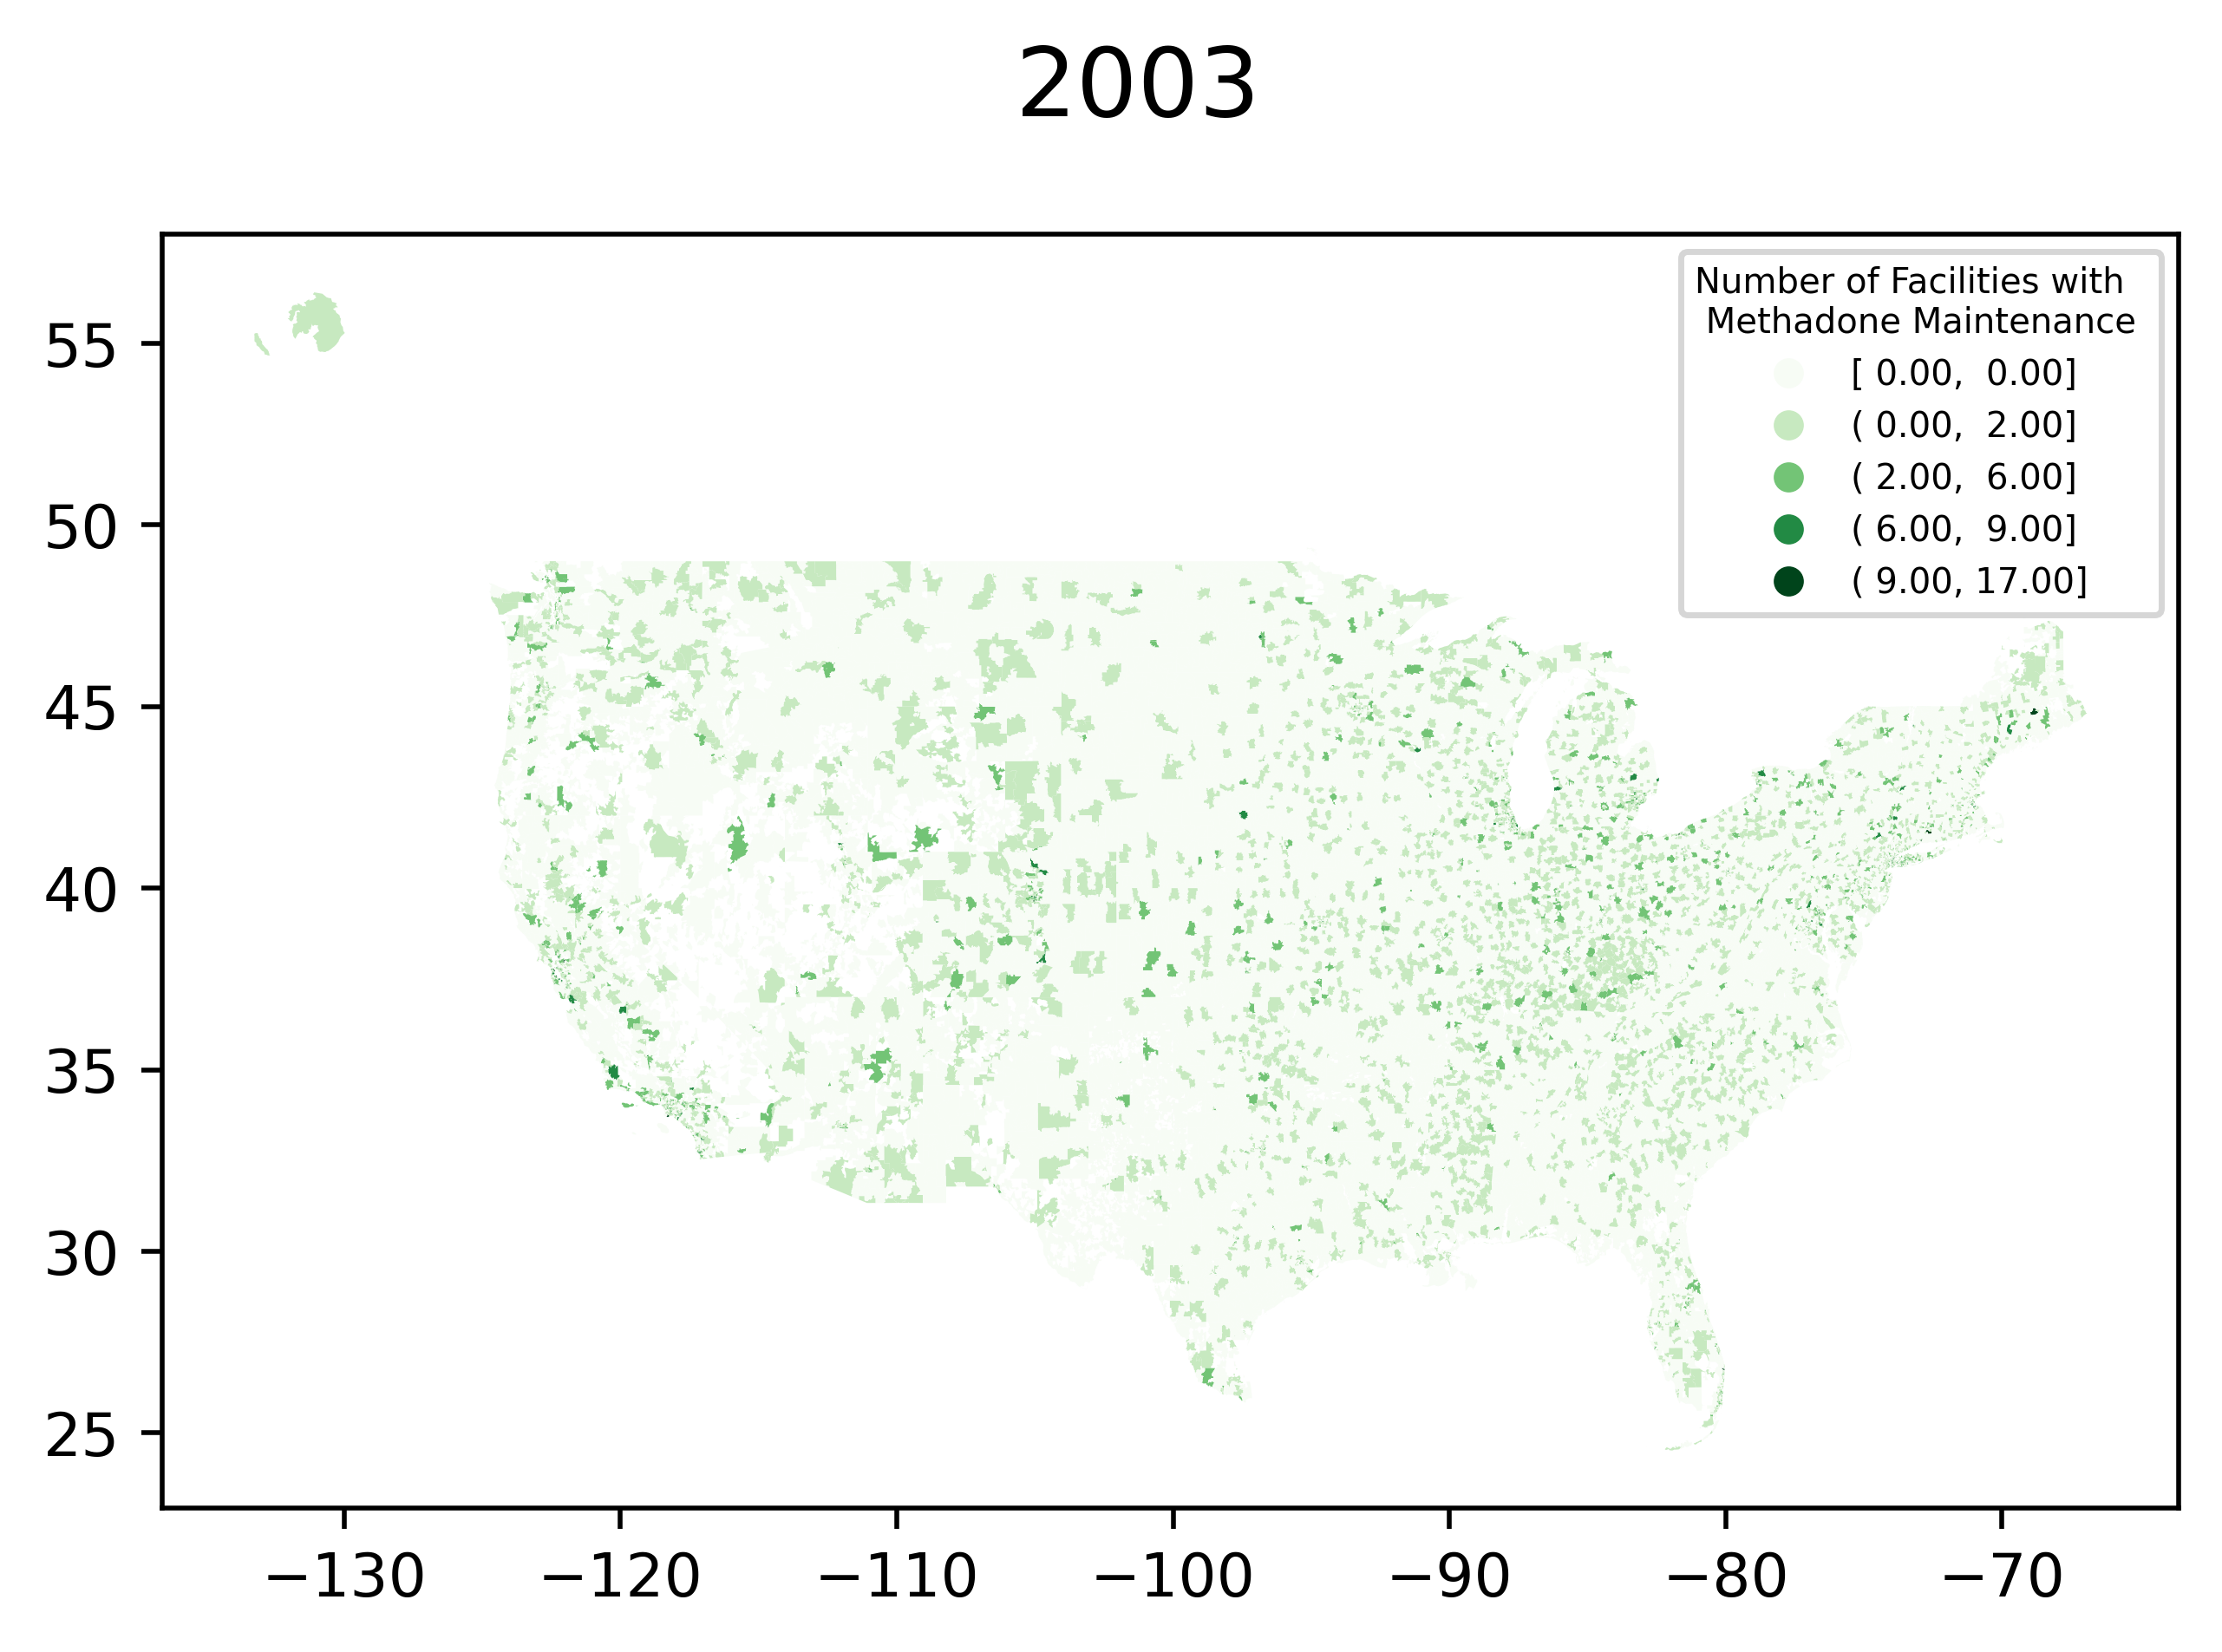 2003
Number of Facilities with
Methadone Maintenance
[ 0.00,  0.00]
( 0.00,  2.00]
( 2.00,  6.00]
( 6.00,  9.00]
( 9.00, 17.00]
55
50
45
40
35
30
25
−130 −120 −110 −100 −90 −80 −70